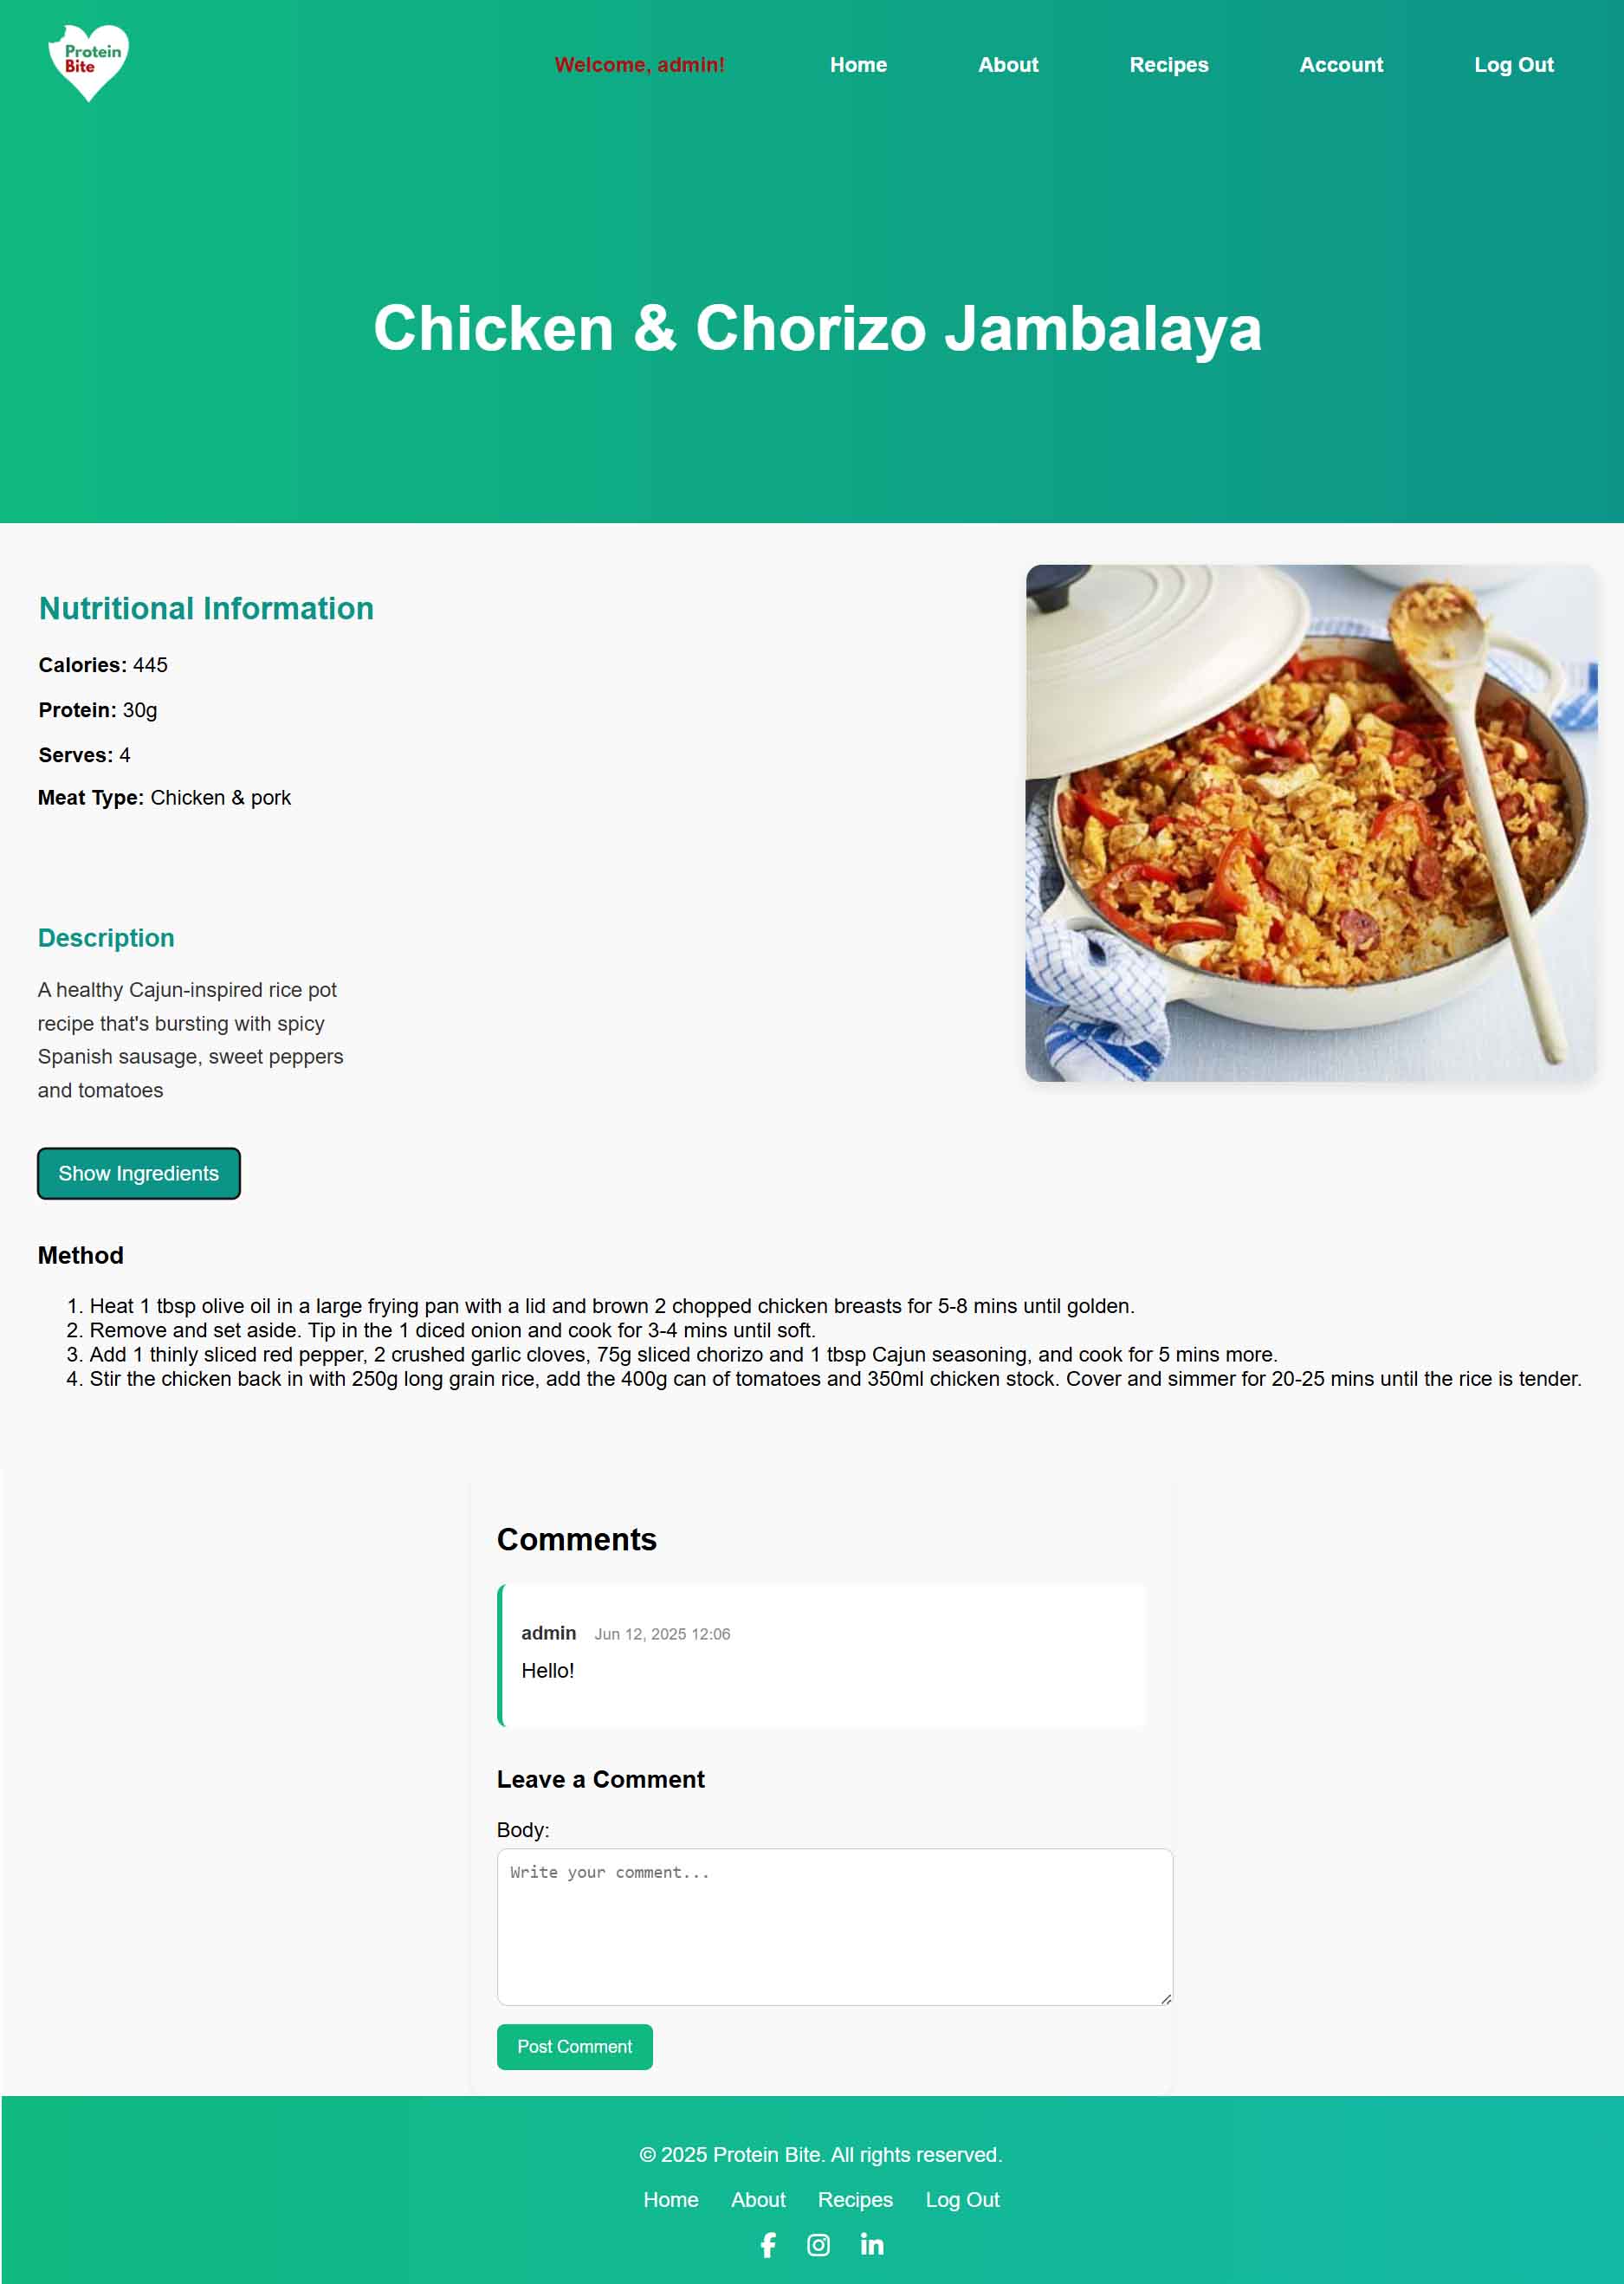 Protein
Bite
Welcome, admin!
Home
About
Recipes
Account
Log Out
Chicken & Chorizo Jambalaya
Nutritional Information
Calories: 445
Protein: 30g
Serves: 4
Meat Type: Chicken & pork
Description
A healthy Cajun-inspired rice pot
recipe that's bursting with spicy
Spanish sausage, sweet peppers
and tomatoes
Show Ingredients
Method
1. Heat 1 tbsp olive oil in a large frying pan with a lid and brown 2 chopped chicken breasts for 5-8 mins until golden.
2. Remove and set aside. Tip in the 1 diced onion and cook for 3-4 mins until soft.
3. Add 1 thinly sliced red pepper, 2 crushed garlic cloves, 75g sliced chorizo and 1 tbsp Cajun seasoning, and cook for 5 mins more.
4. Stir the chicken back in with 250g long grain rice, add the 400g can of tomatoes and 350ml chicken stock. Cover and simmer for 20-25 mins until the rice is tender.
Comments
admin Jun 12, 2025 12:06
Hello!
Leave a Comment
Body:
Write your comment...
Post Comment
© 2025 Protein Bite. All rights reserved.
Home About Recipes Log Out